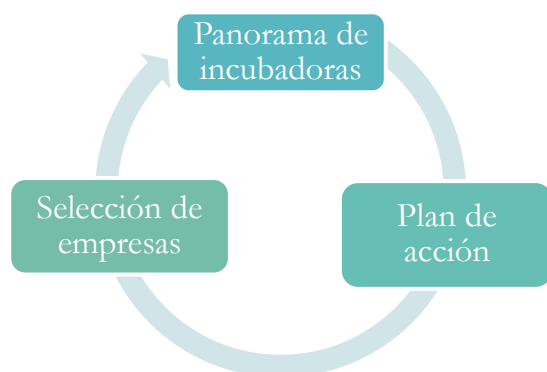 Panorama de
incubadoras
Plan de
acción
Selección de
empresas